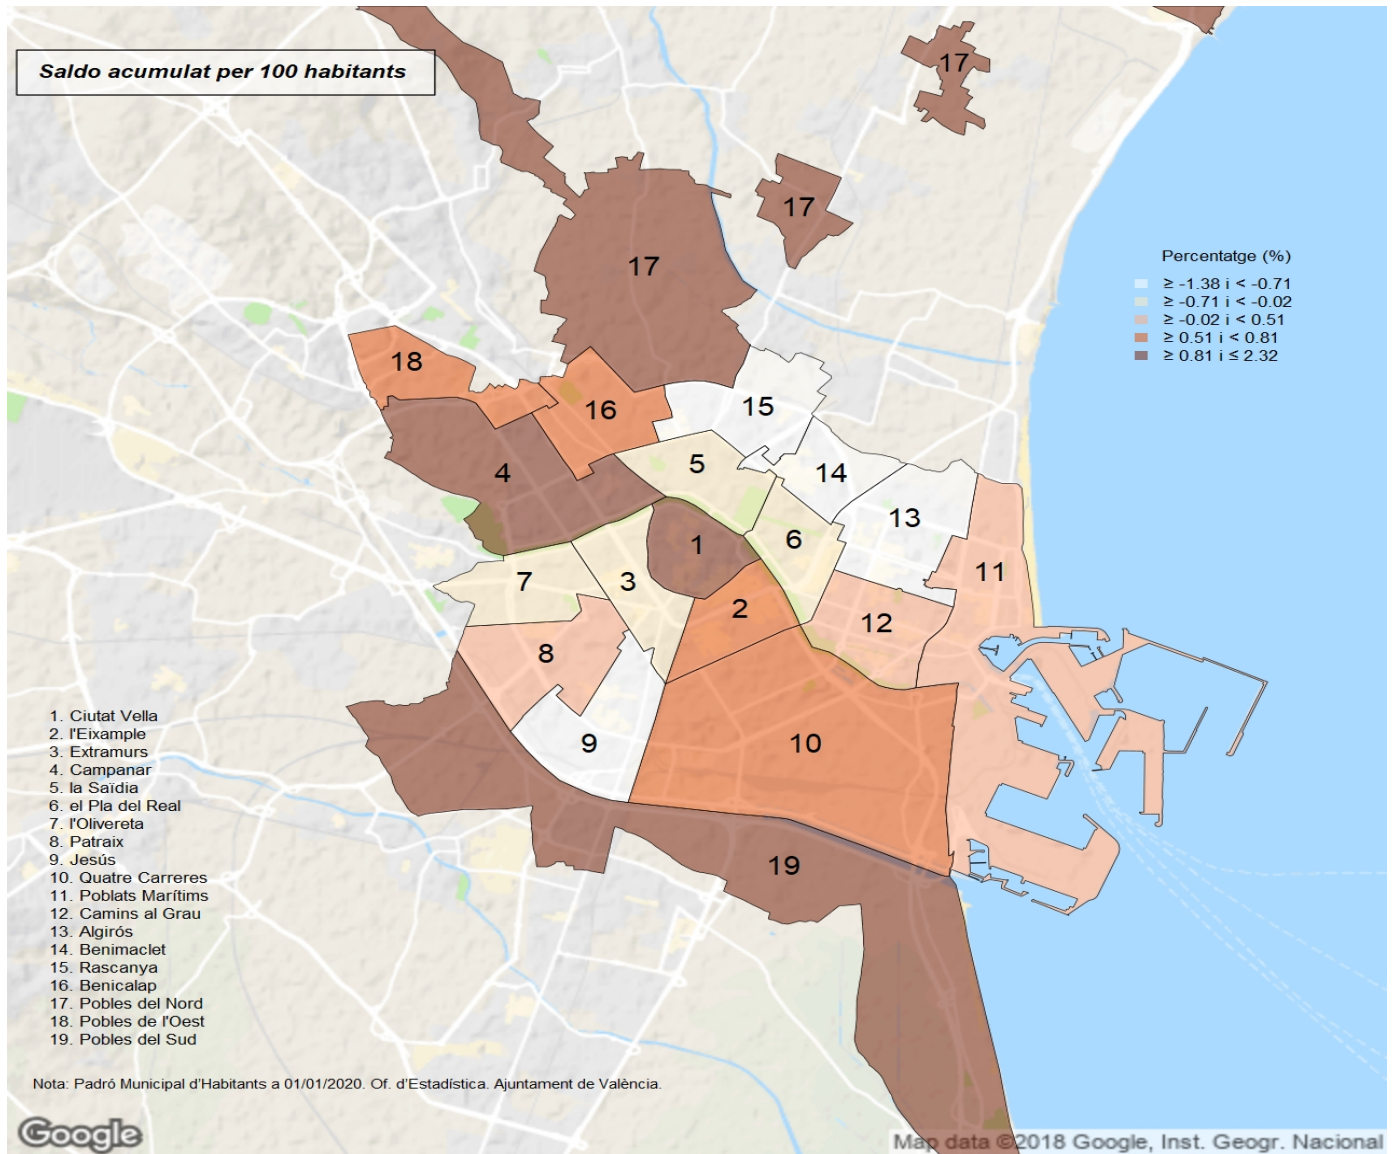 Saldo acumulat per 100 habitants
17
17
17
Percentatge (%)
≥ -1.38 i < -0.71
≥ -0.71 i < -0.02
≥ -0.02 i < 0.51
≥ 0.51 i < 0.81
≥ 0.81 i ≤ 2.32
18
16
15
4
5
14
13
1
6
7
3
11
2
12
8
9
10
19
1. Ciutat Vella
2. l'Eixample
3. Extramurs
4. Campanar
5. la Saïdia
6. el Pla del Real
7. l'Olivereta
8. Patraix
9. Jesús
10. Quatre Carreres
11. Poblats Marítims
12. Camins al Grau
13. Algirós
14. Benimaclet
15. Rascanya
16. Benicalap
17. Pobles del Nord
18. Pobles de l'Oest
19. Pobles del Sud
Nota: Padró Municipal d'Habitants a 01/01/2020. Of. d'Estadística. Ajuntament de València.
Google
Map data ©2018 Google, Inst. Geogr. Nacional